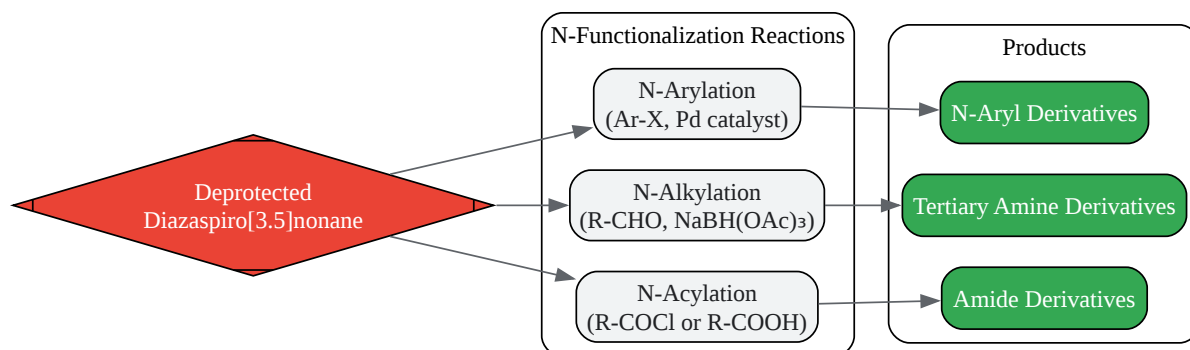 N-Functionalization Reactions
Products
N-Arylation
(Ar-X, Pd catalyst)
N-Aryl Derivatives
Deprotected
Diazaspiro[3.5]nonane
N-Alkylation
(R-CHO, NaBH(OAc)₃)
Tertiary Amine Derivatives
N-Acylation
(R-COCl or R-COOH)
Amide Derivatives